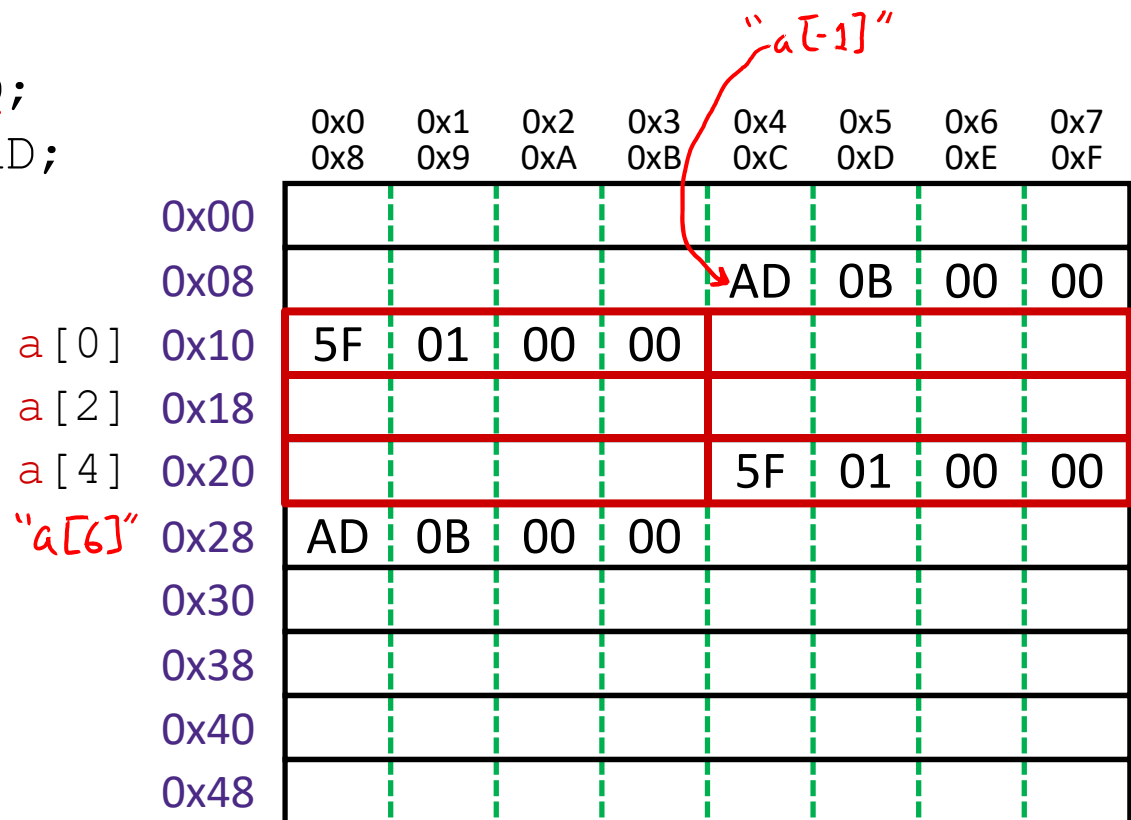 "a[-1]"
;
D;
0x0 0x1 0x2 0x3 0x4 0x5 0x6 0x7
0x8 0x9 0xA 0xB 0xC 0xD 0xE 0xF
0x00
0x08 AD 0B 00 00
a[0] 0x10 5F 01 00 00
a[2] 0x18
a[4] 0x20 5F 01 00 00
"a[6]" 0x28 AD 0B 00 00
0x30
0x38
0x40
0x48